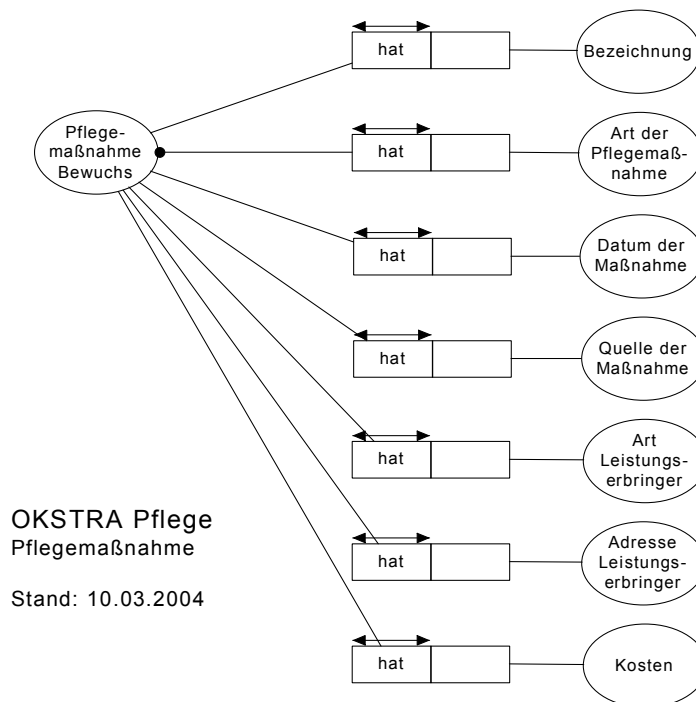 hat
Bezeichnung
Pflege-
maßnahme
Bewuchs
hat
Art der
Pflegemaß-
nahme
hat
Datum der
Maßnahme
hat
Quelle der
Maßnahme
hat
Art
Leistungs-
erbringer
OKSTRA Pflege
Pflegemaßnahme
Stand: 10.03.2004
hat
Adresse
Leistungs-
erbringer
hat
Kosten